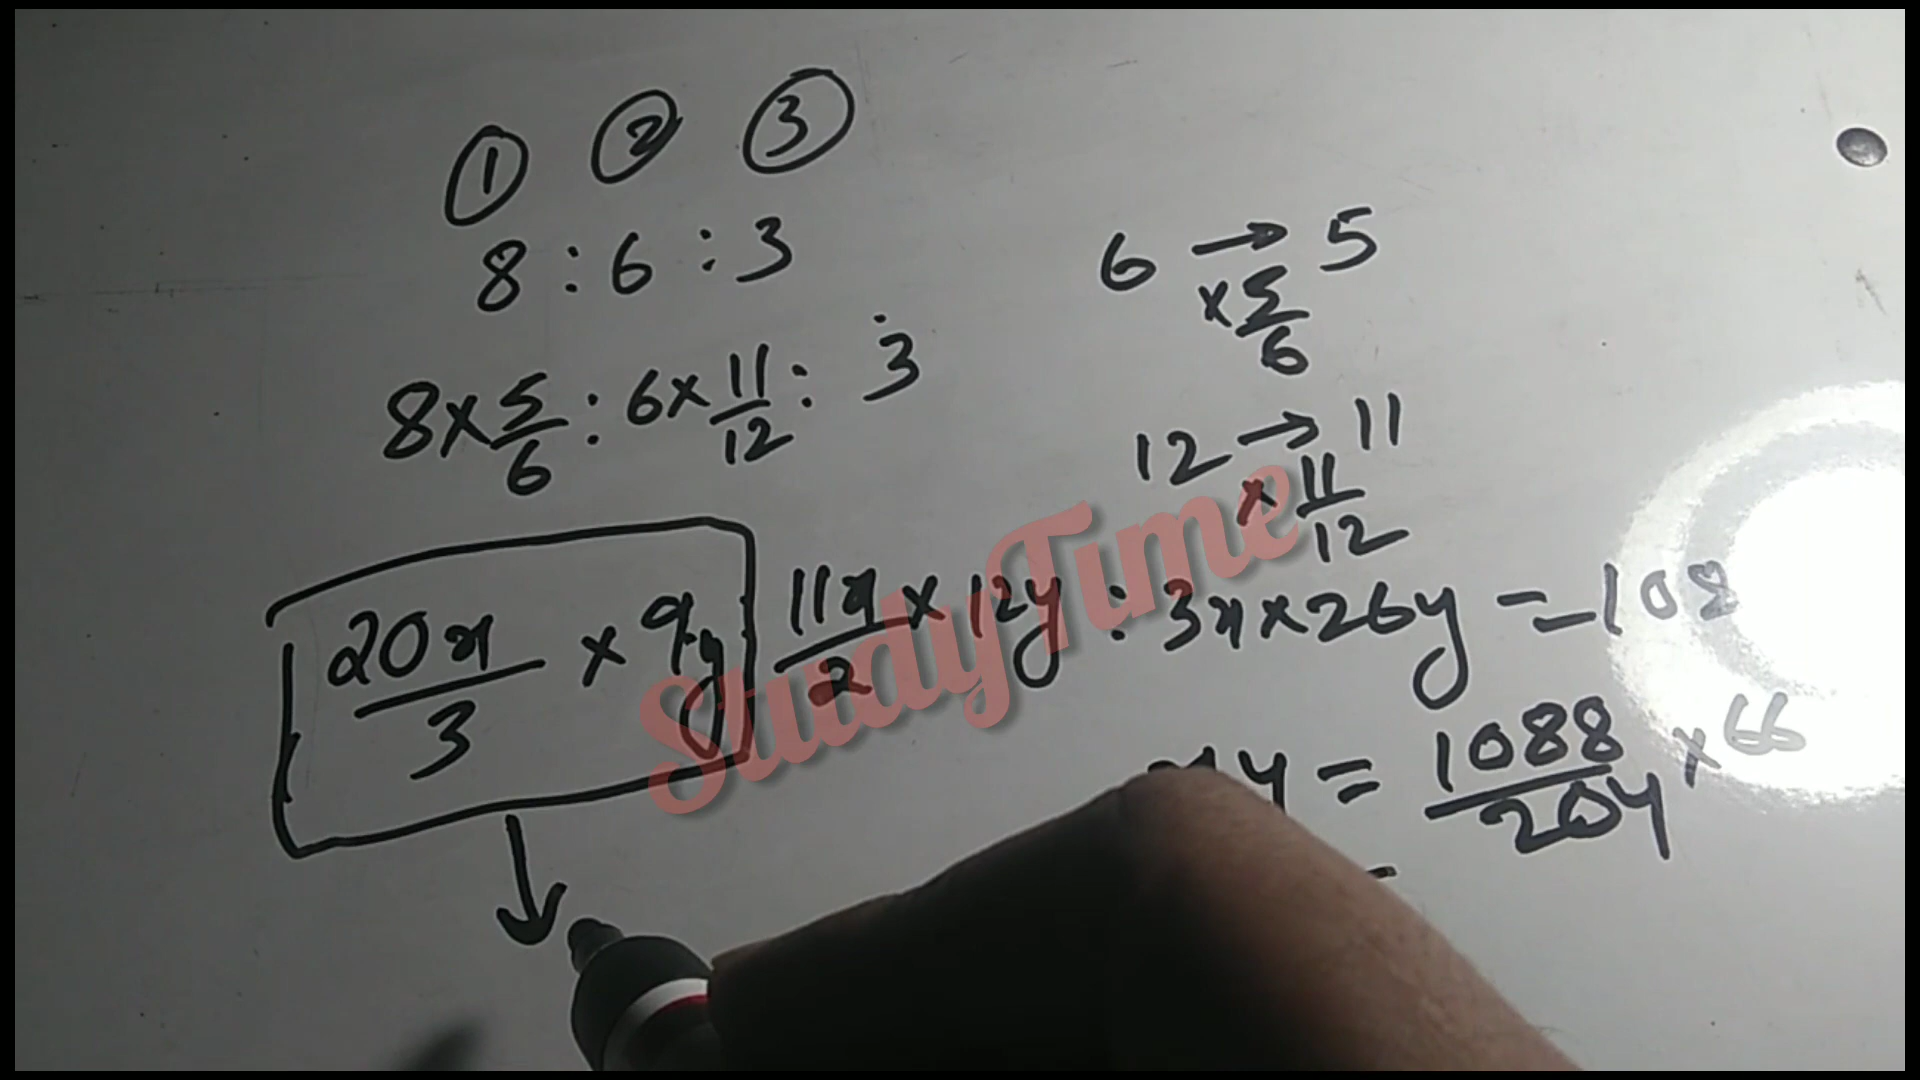 ① ② ③
8 : 6 : 3
8 × 5/6 : 6 × 11/12 : 3
6 → 5
× 5/6
12 → 11
× 11/12
20x/3 × 9y 11x/2 × 12y : 3x × 26y = 108
y = 1088/204 × 66
=
StudyTime